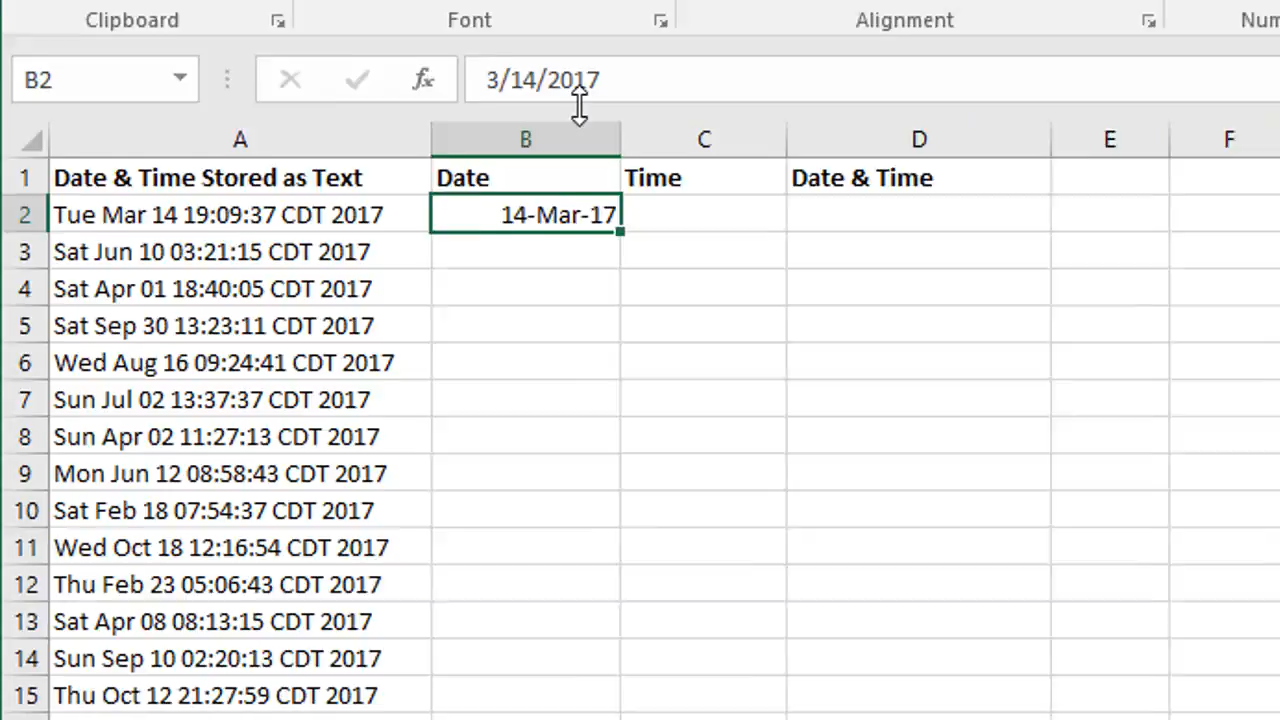 Clipboard Font Alignment Num
B2 fx 3/14/2017
A B C D E F
1 Date & Time Stored as Text Date Time Date & Time
2 Tue Mar 14 19:09:37 CDT 2017 14-Mar-17
3 Sat Jun 10 03:21:15 CDT 2017
4 Sat Apr 01 18:40:05 CDT 2017
5 Sat Sep 30 13:23:11 CDT 2017
6 Wed Aug 16 09:24:41 CDT 2017
7 Sun Jul 02 13:37:37 CDT 2017
8 Sun Apr 02 11:27:13 CDT 2017
9 Mon Jun 12 08:58:43 CDT 2017
10 Sat Feb 18 07:54:37 CDT 2017
11 Wed Oct 18 12:16:54 CDT 2017
12 Thu Feb 23 05:06:43 CDT 2017
13 Sat Apr 08 08:13:15 CDT 2017
14 Sun Sep 10 02:20:13 CDT 2017
15 Thu Oct 12 21:27:59 CDT 2017